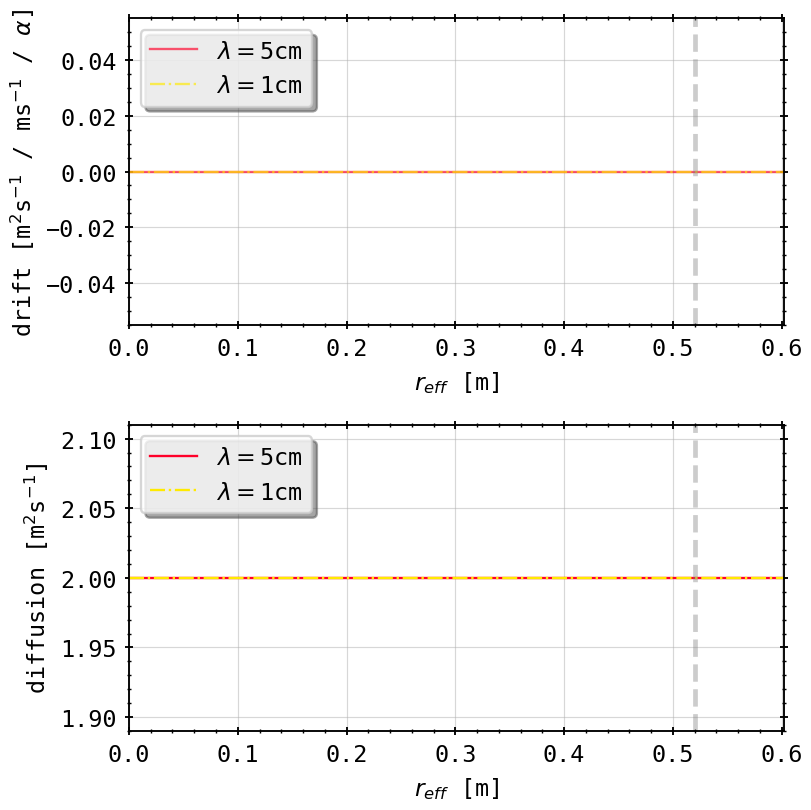 drift [m²s⁻¹ / ms⁻¹ / α]
λ = 5cm
λ = 1cm
0.04
0.02
0.00
−0.02
−0.04
0.0 0.1 0.2 0.3 0.4 0.5 0.6
r_eff [m]
diffusion [m²s⁻¹]
λ = 5cm
λ = 1cm
2.10
2.05
2.00
1.95
1.90
0.0 0.1 0.2 0.3 0.4 0.5 0.6
r_eff [m]